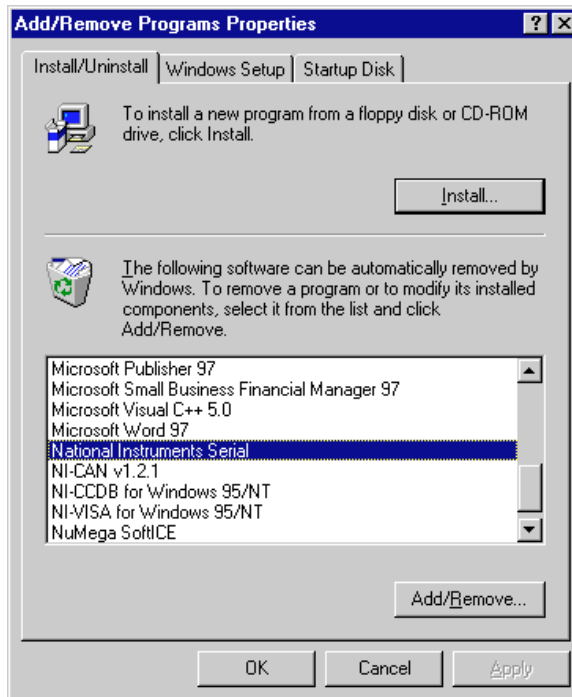 Add/Remove Programs Properties
Install/Uninstall
Windows Setup
Startup Disk
To install a new program from a floppy disk or CD-ROM
drive, click Install.
Install...
The following software can be automatically removed by
Windows. To remove a program or to modify its installed
components, select it from the list and click
Add/Remove.
Microsoft Publisher 97
Microsoft Small Business Financial Manager 97
Microsoft Visual C++ 5.0
Microsoft Word 97
National Instruments Serial
NI-CAN v1.2.1
NI-CCDB for Windows 95/NT
NI-VISA for Windows 95/NT
NuMega SoftICE
Add/Remove...
OK
Cancel
Apply